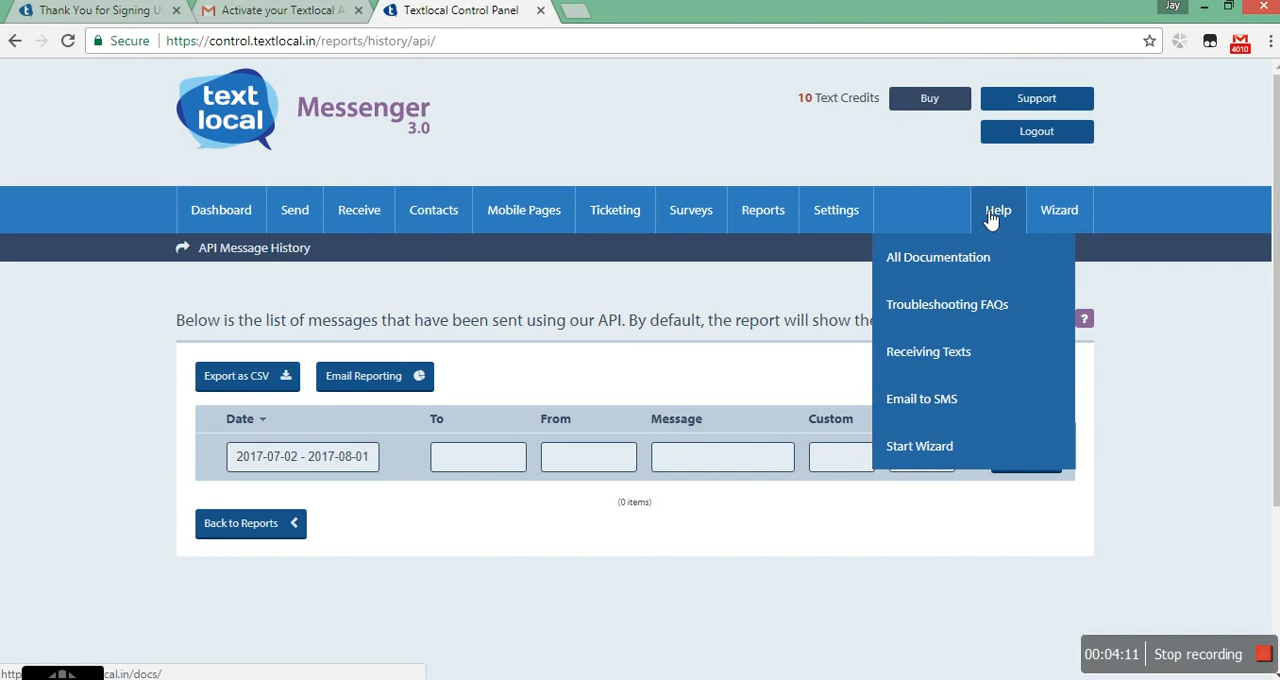 Thank You for Signing U
Activate your Textlocal A
Textlocal Control Panel
Jay
Secure
https://control.textlocal.in/reports/history/api/
4010
text
local
Messenger
3.0
10 Text Credits
Buy
Support
Logout
Dashboard
Send
Receive
Contacts
Mobile Pages
Ticketing
Surveys
Reports
Settings
Help
Wizard
API Message History
All Documentation
Troubleshooting FAQs
Receiving Texts
Email to SMS
Start Wizard
Below is the list of messages that have been sent using our API. By default, the report will show the
?
Export as CSV
Email Reporting
Date
To
From
Message
Custom
2017-07-02 - 2017-08-01
(0 items)
Back to Reports
00:04:11
Stop recording
cal.in/docs/